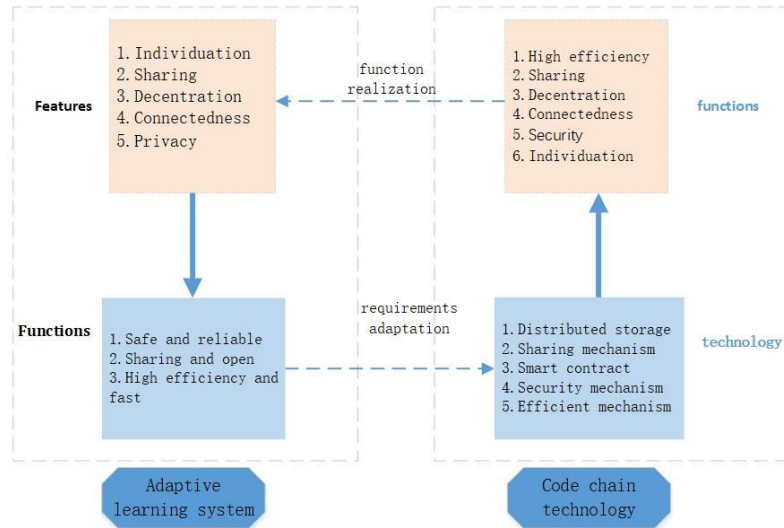 1. Individuation
2. Sharing
3. Decentration
4. Connectedness
5. Privacy
Features
function
realization
1. High efficiency
2. Sharing
3. Decentration
4. Connectedness
5. Security
6. Individuation
functions
Functions
1. Safe and reliable
2. Sharing and open
3. High efficiency and
fast
requirements
adaptation
1. Distributed storage
2. Sharing mechanism
3. Smart contract
4. Security mechanism
5. Efficient mechanism
technology
Adaptive
learning system
Code chain
technology